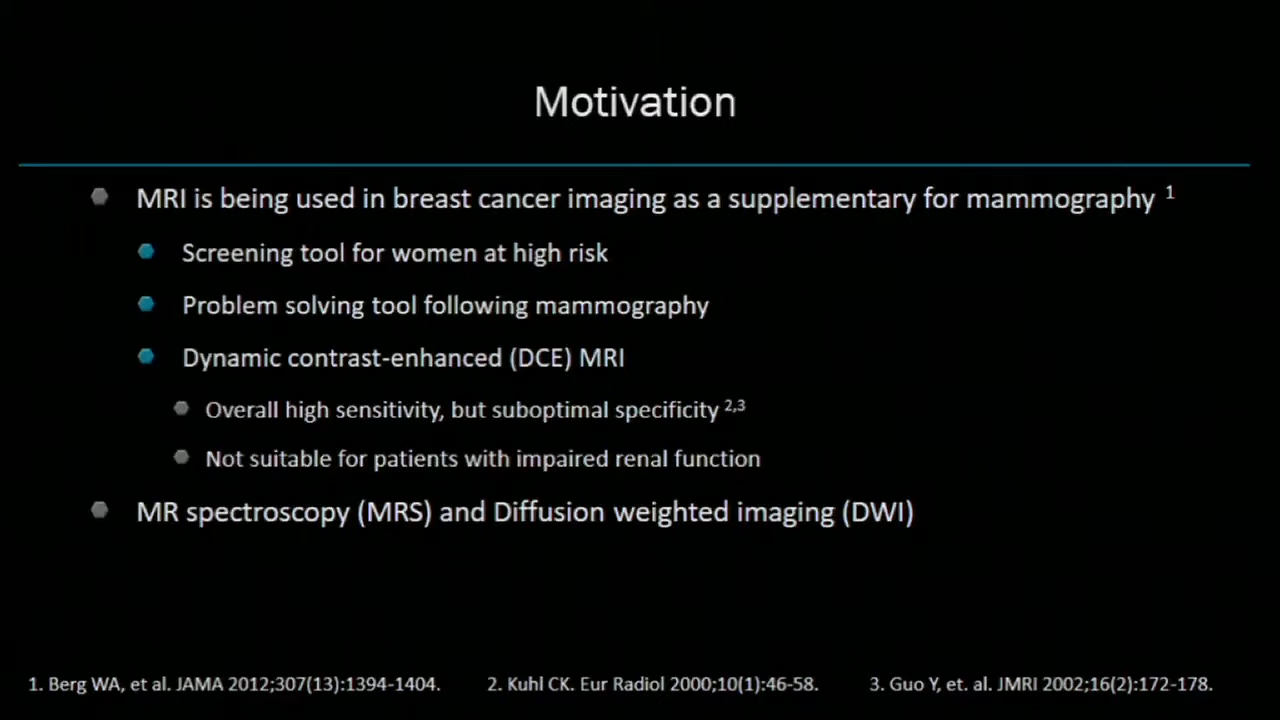 Motivation
MRI is being used in breast cancer imaging as a supplementary for mammography 1
Screening tool for women at high risk
Problem solving tool following mammography
Dynamic contrast-enhanced (DCE) MRI
Overall high sensitivity, but suboptimal specificity 2,3
Not suitable for patients with impaired renal function
MR spectroscopy (MRS) and Diffusion weighted imaging (DWI)
1. Berg WA, et al. JAMA 2012;307(13):1394-1404. 2. Kuhl CK. Eur Radiol 2000;10(1):46-58. 3. Guo Y, et. al. JMRI 2002;16(2):172-178.